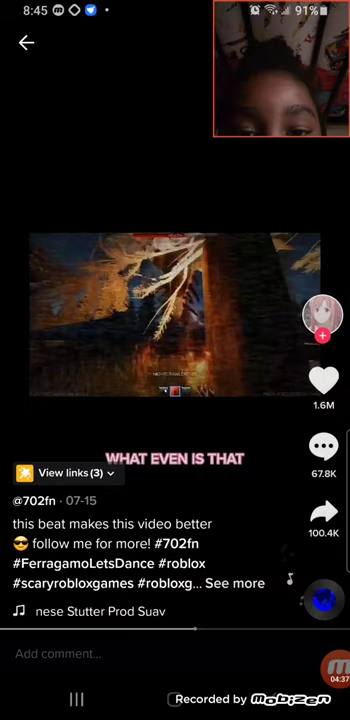 8:45
91%
WHAT EVEN IS THAT
1.6M
67.8K
100.4K
View links (3)
@702fn · 07-15
this beat makes this video better
😎 follow me for more! #702fn
#FerragamoLetsDance #roblox
#scaryrobloxgames #robloxg... See more
nese Stutter Prod Suav
Add comment...
04:37
Recorded by mobizen